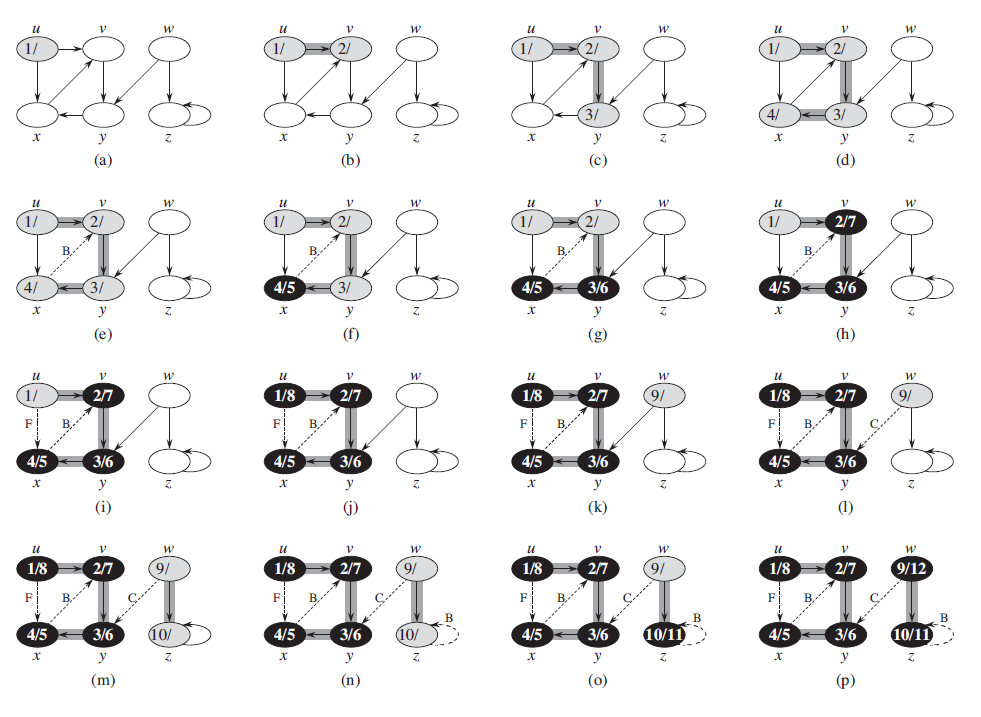 u v w u v w u v w u v w
1/ 1/ 2/ 1/ 2/ 1/ 2/
3/ 4/ 3/
x y z x y z x y z x y z
(a) (b) (c) (d)
u v w u v w u v w u v w
1/ 2/ 1/ 2/ 1/ 2/ 1/ 2/7
B B B B
4/ 3/ 4/5 3/ 4/5 3/6 4/5 3/6
x y z x y z x y z x y z
(e) (f) (g) (h)
u v w u v w u v w u v w
1/ 2/7 1/8 2/7 1/8 2/7 9/ 1/8 2/7 9/
F B F B F B F B C
4/5 3/6 4/5 3/6 4/5 3/6 4/5 3/6
x y z x y z x y z x y z
(i) (j) (k) (l)
u v w u v w u v w u v w
1/8 2/7 9/ 1/8 2/7 9/ 1/8 2/7 9/ 1/8 2/7 9/12
F B C F B C B F B C B F B C B
4/5 3/6 10/ 4/5 3/6 10/ 4/5 3/6 10/11 4/5 3/6 10/11
x y z x y z x y z x y z
(m) (n) (o) (p)